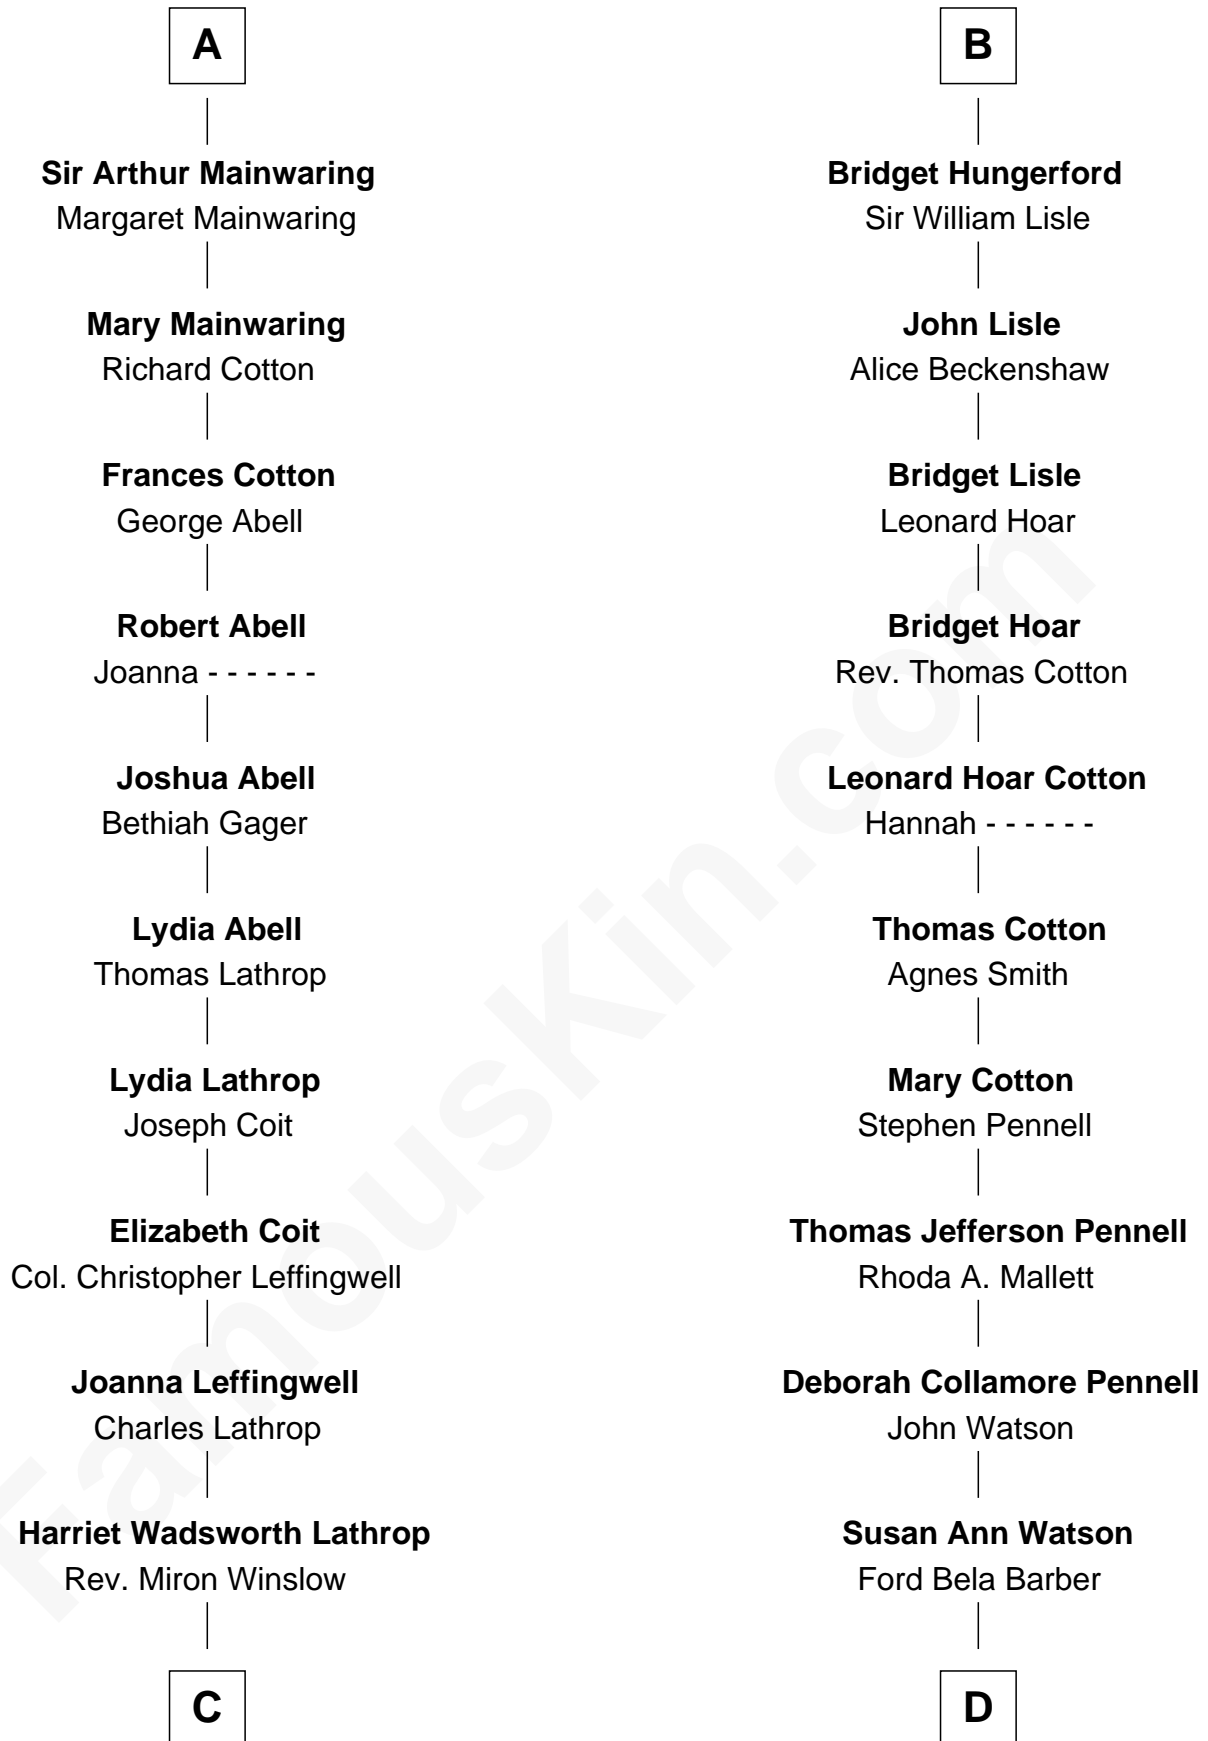 A
Sir Arthur Mainwaring
Margaret Mainwaring
Mary Mainwaring
Richard Cotton
Frances Cotton
George Abell
Robert Abell
Joanna - - - - - -
Joshua Abell
Bethiah Gager
Lydia Abell
Thomas Lathrop
Lydia Lathrop
Joseph Coit
Elizabeth Coit
Col. Christopher Leffingwell
Joanna Leffingwell
Charles Lathrop
Harriet Wadsworth Lathrop
Rev. Miron Winslow
C
B
Bridget Hungerford
Sir William Lisle
John Lisle
Alice Beckenshaw
Bridget Lisle
Leonard Hoar
Bridget Hoar
Rev. Thomas Cotton
Leonard Hoar Cotton
Hannah - - - - - -
Thomas Cotton
Agnes Smith
Mary Cotton
Stephen Pennell
Thomas Jefferson Pennell
Rhoda A. Mallett
Deborah Collamore Pennell
John Watson
Susan Ann Watson
Ford Bela Barber
D
FamousKin.com